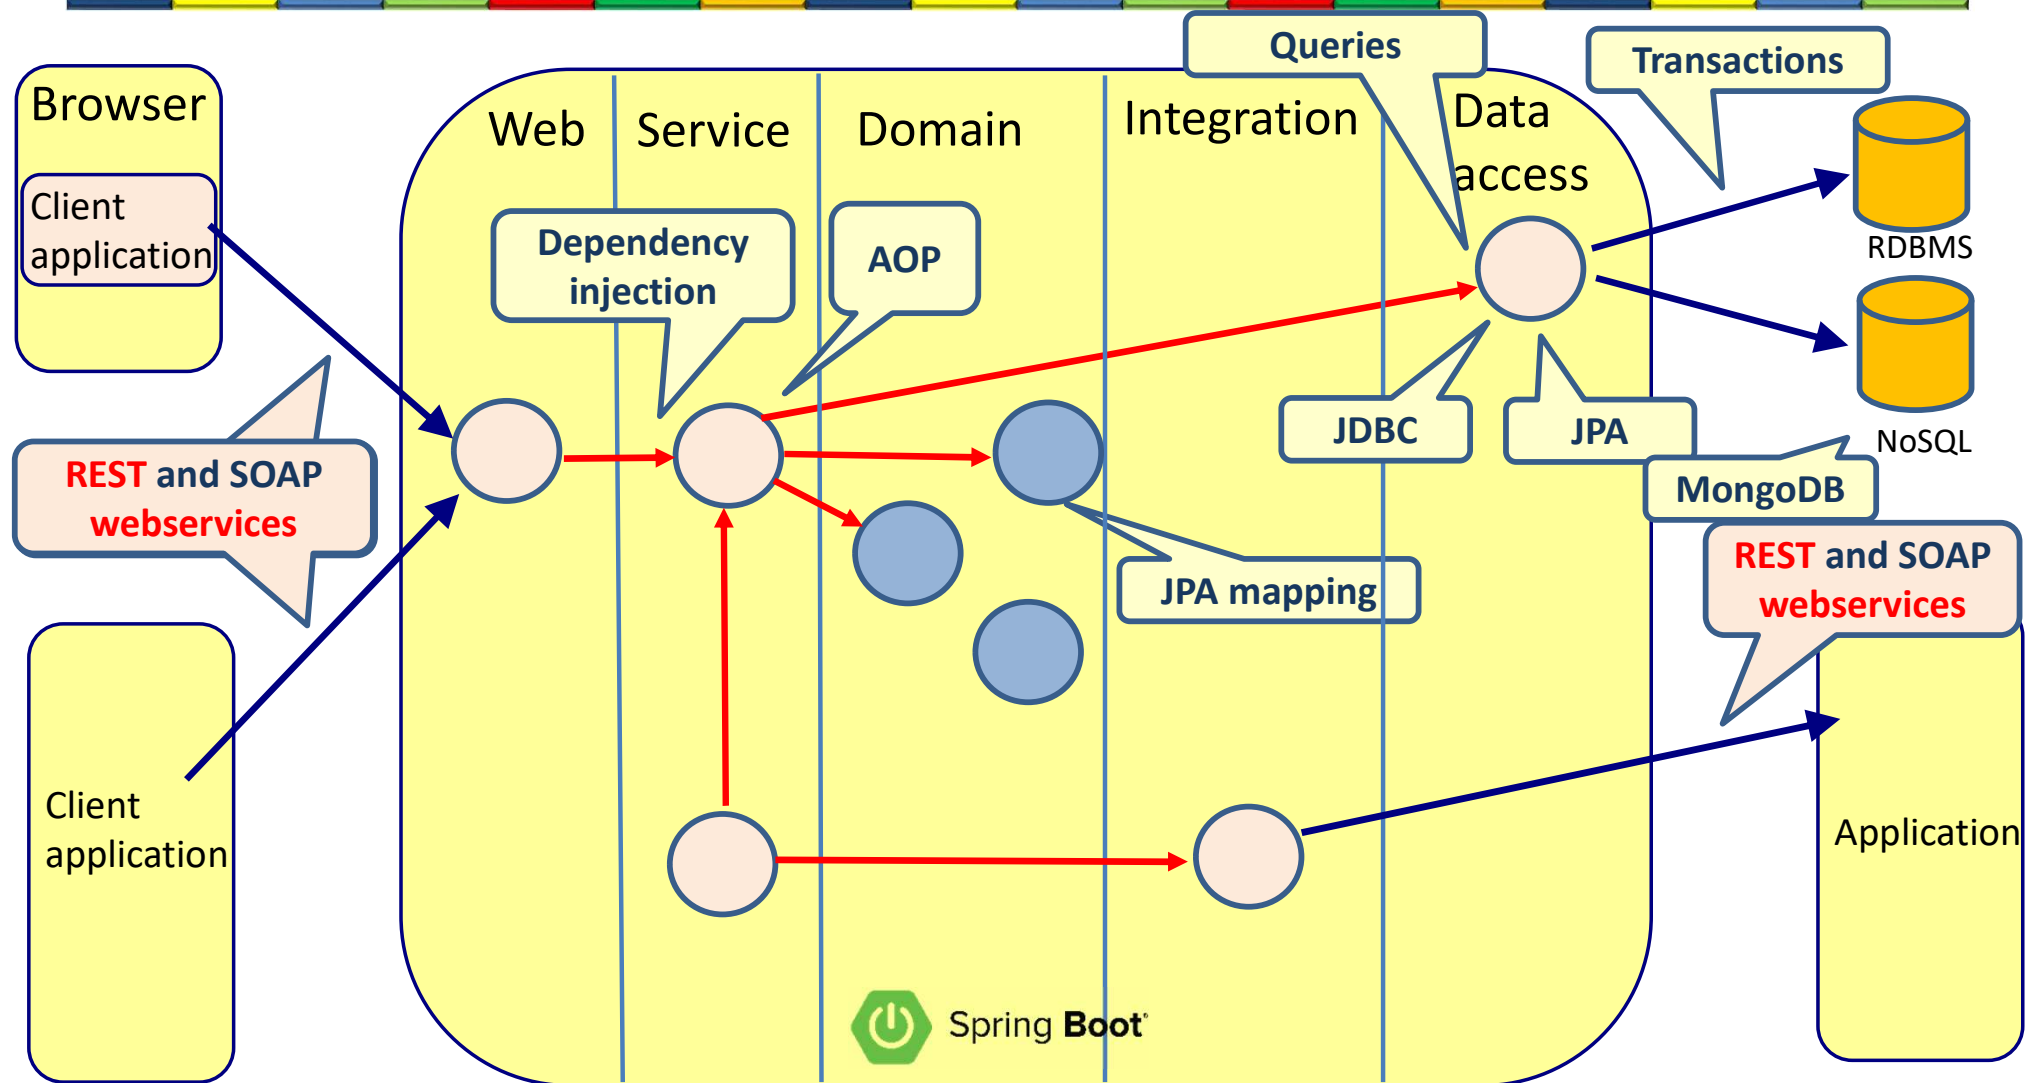 Queries
Transactions
Browser
Client
application
Web
Service
Domain
Integration
Data
access
RDBMS
NoSQL
Dependency
injection
AOP
JDBC
JPA
MongoDB
REST and SOAP
webservices
JPA mapping
REST and SOAP
webservices
Client
application
Application
Spring Boot